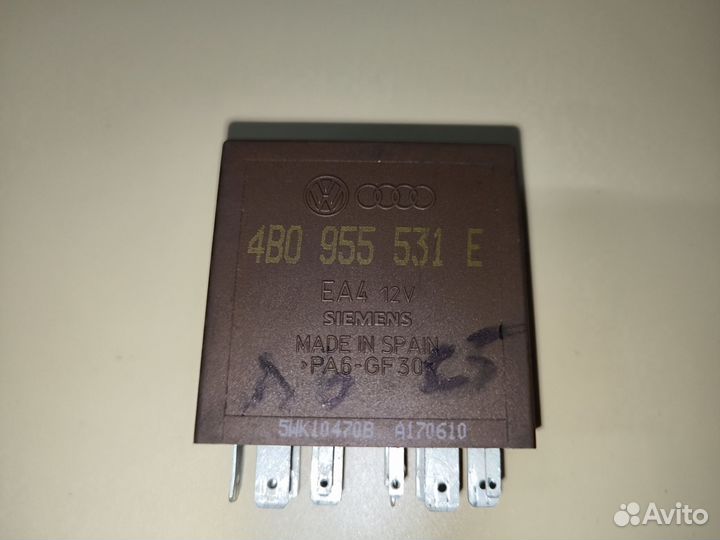 4B0 955 531 E
EA4 12V
SIEMENS
MADE IN SPAIN
>PA6-GF30<
5WK10470B A170610
Avito